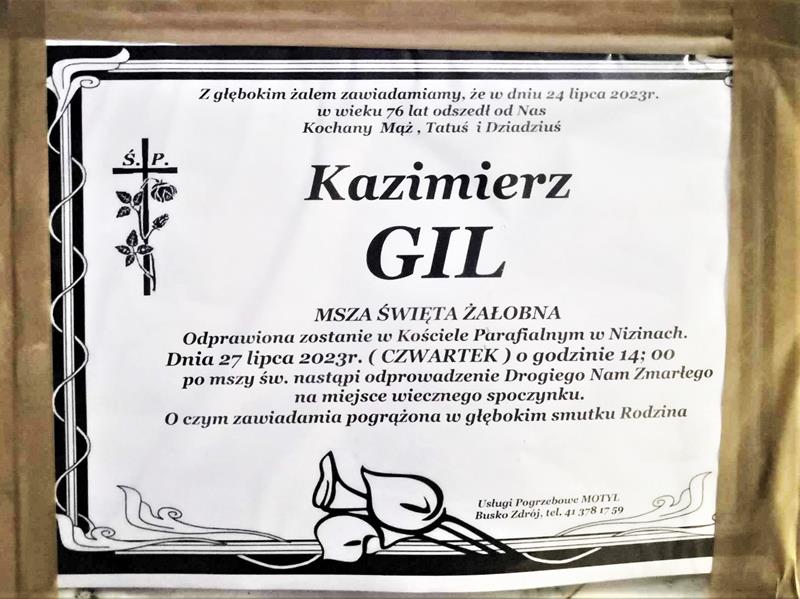 Z głębokim żalem zawiadamiamy, że w dniu 24 lipca 2023r.
w wieku 76 lat odszedł od Nas
Kochany Mąż , Tatuś i Dziadziuś
Ś. P.
Kazimierz
GIL
MSZA ŚWIĘTA ŻAŁOBNA
Odprawiona zostanie w Kościele Parafialnym w Nizinach.
Dnia 27 lipca 2023r. ( CZWARTEK ) o godzinie 14; 00
po mszy św. nastąpi odprowadzenie Drogiego Nam Zmarłego
na miejsce wiecznego spoczynku.
O czym zawiadamia pogrążona w głębokim smutku Rodzina
Usługi Pogrzebowe MOTYL
Busko Zdrój, tel. 41 378 17 59